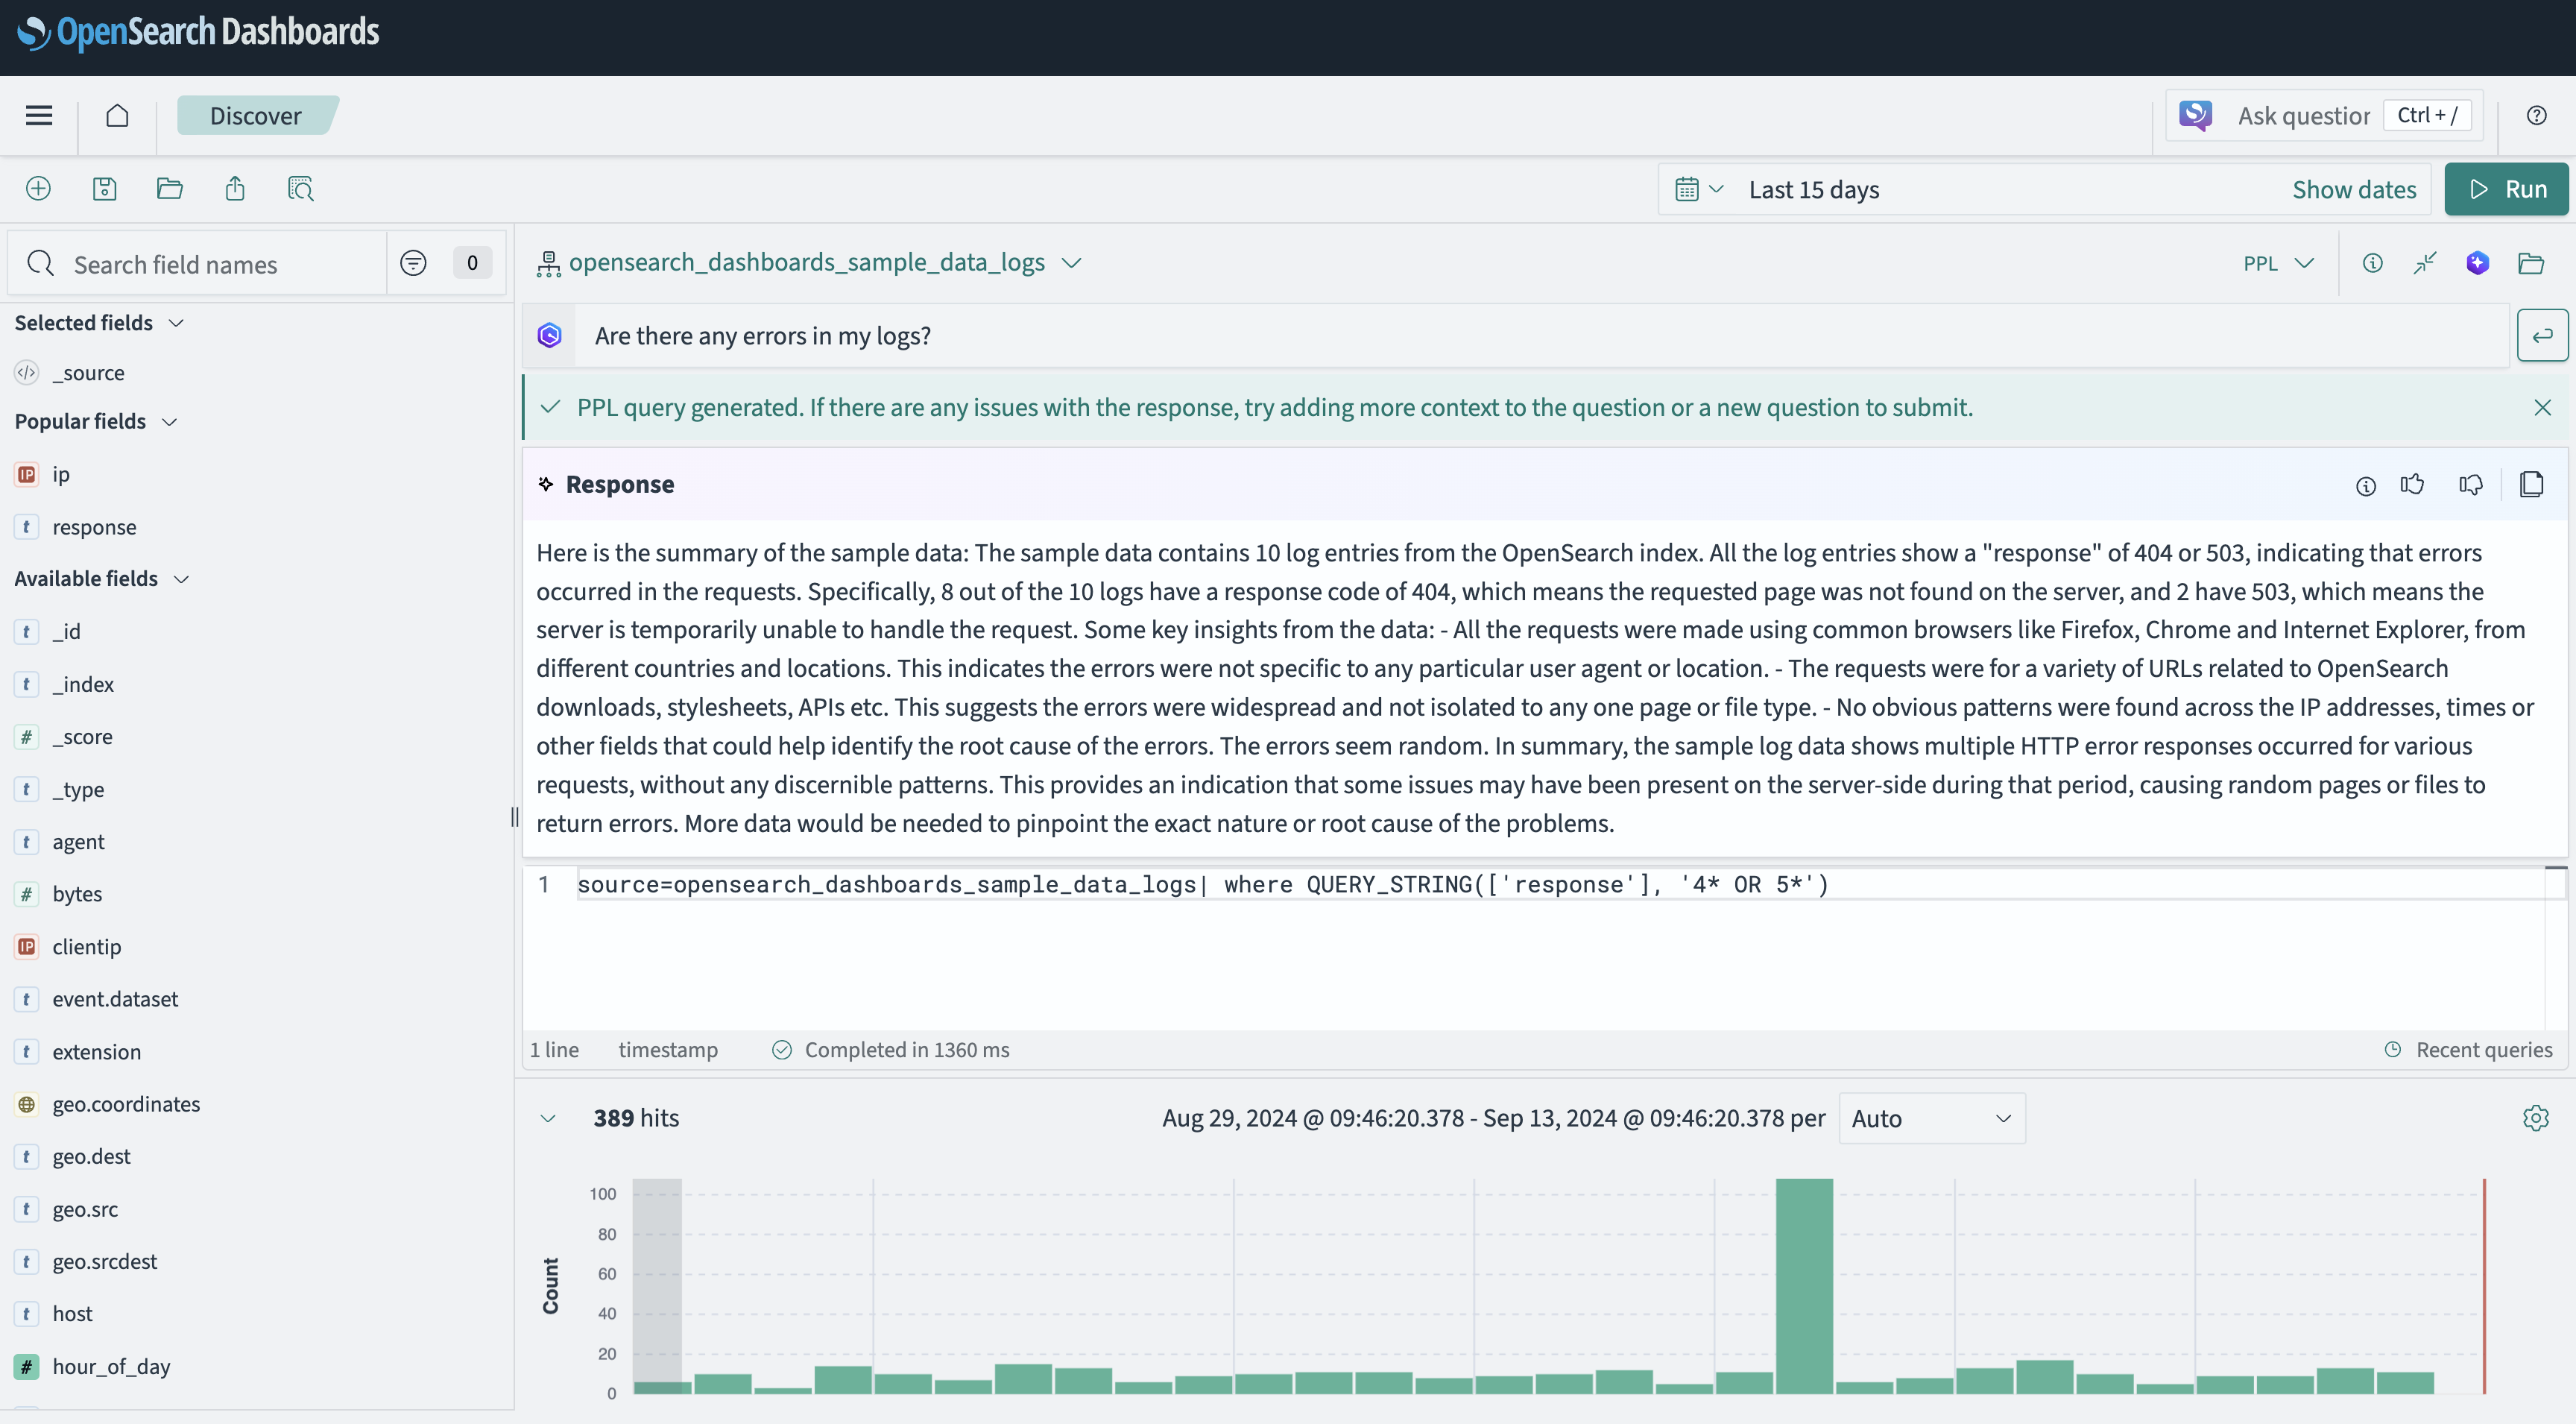 OpenSearch Dashboards
Discover
Ask question
Ctrl + /
Last 15 days
Show dates
Run
Search field names
0
Selected fields
_source
Popular fields
ip
response
Available fields
_id
_index
_score
_type
agent
bytes
clientip
event.dataset
extension
geo.coordinates
geo.dest
geo.src
geo.srcdest
host
hour_of_day
opensearch_dashboards_sample_data_logs
PPL
Are there any errors in my logs?
PPL query generated. If there are any issues with the response, try adding more context to the question or a new question to submit.
Response
Here is the summary of the sample data: The sample data contains 10 log entries from the OpenSearch index. All the log entries show a "response" of 404 or 503, indicating that errors
occurred in the requests. Specifically, 8 out of the 10 logs have a response code of 404, which means the requested page was not found on the server, and 2 have 503, which means the
server is temporarily unable to handle the request. Some key insights from the data: - All the requests were made using common browsers like Firefox, Chrome and Internet Explorer, from
different countries and locations. This indicates the errors were not specific to any particular user agent or location. - The requests were for a variety of URLs related to OpenSearch
downloads, stylesheets, APIs etc. This suggests the errors were widespread and not isolated to any one page or file type. - No obvious patterns were found across the IP addresses, times or
other fields that could help identify the root cause of the errors. The errors seem random. In summary, the sample log data shows multiple HTTP error responses occurred for various
requests, without any discernible patterns. This provides an indication that some issues may have been present on the server-side during that period, causing random pages or files to
return errors. More data would be needed to pinpoint the exact nature or root cause of the problems.
1 source=opensearch_dashboards_sample_data_logs| where QUERY_STRING(['response'], '4* OR 5*')
1 line timestamp Completed in 1360 ms Recent queries
389 hits
Aug 29, 2024 @ 09:46:20.378 - Sep 13, 2024 @ 09:46:20.378 per Auto
Count
100
80
60
40
20
0